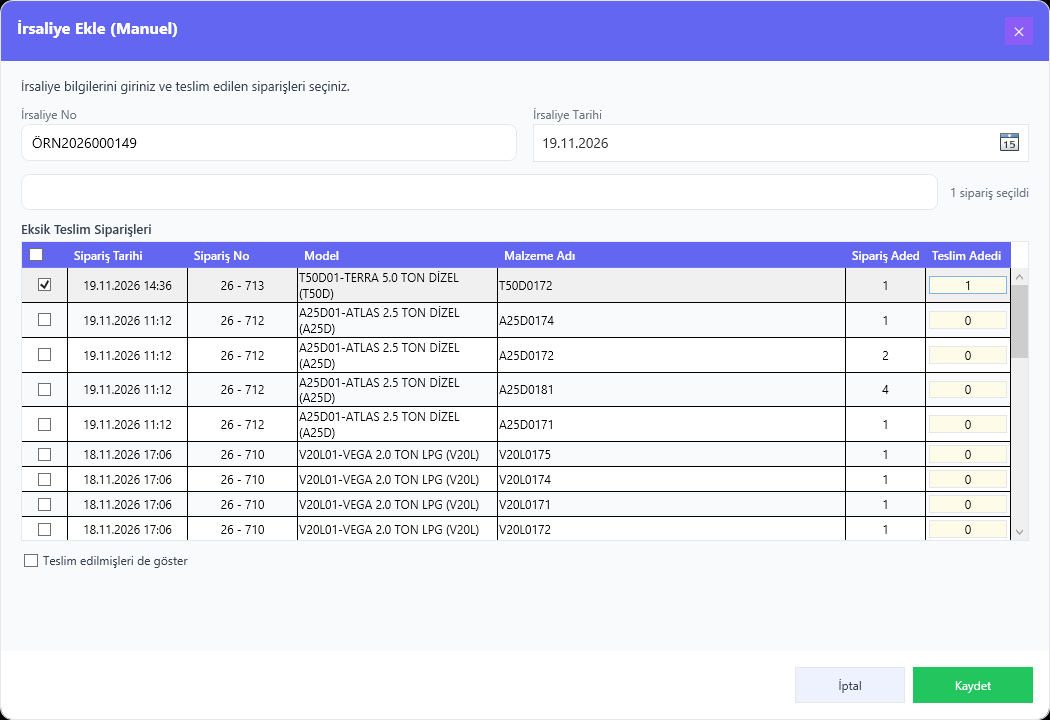 İrsaliye Ekle (Manuel)
İrsaliye bilgilerini giriniz ve teslim edilen siparişleri seçiniz.
İrsaliye No
İrsaliye Tarihi
ÖRN2026000149
19.11.2026
15
1 sipariş seçildi
Eksik Teslim Siparişleri
Sipariş Tarihi Sipariş No Model Malzeme Adı Sipariş Aded Teslim Adedi
19.11.2026 14:36 26 - 713 T50D01-TERRA 5.0 TON DİZEL (T50D) T50D0172 1 1
19.11.2026 11:12 26 - 712 A25D01-ATLAS 2.5 TON DİZEL (A25D) A25D0174 1 0
19.11.2026 11:12 26 - 712 A25D01-ATLAS 2.5 TON DİZEL (A25D) A25D0172 2 0
19.11.2026 11:12 26 - 712 A25D01-ATLAS 2.5 TON DİZEL (A25D) A25D0181 4 0
19.11.2026 11:12 26 - 712 A25D01-ATLAS 2.5 TON DİZEL (A25D) A25D0171 1 0
18.11.2026 17:06 26 - 710 V20L01-VEGA 2.0 TON LPG (V20L) V20L0175 1 0
18.11.2026 17:06 26 - 710 V20L01-VEGA 2.0 TON LPG (V20L) V20L0174 1 0
18.11.2026 17:06 26 - 710 V20L01-VEGA 2.0 TON LPG (V20L) V20L0171 1 0
18.11.2026 17:06 26 - 710 V20L01-VEGA 2.0 TON LPG (V20L) V20L0172 1 0
Teslim edilmişleri de göster
İptal
Kaydet